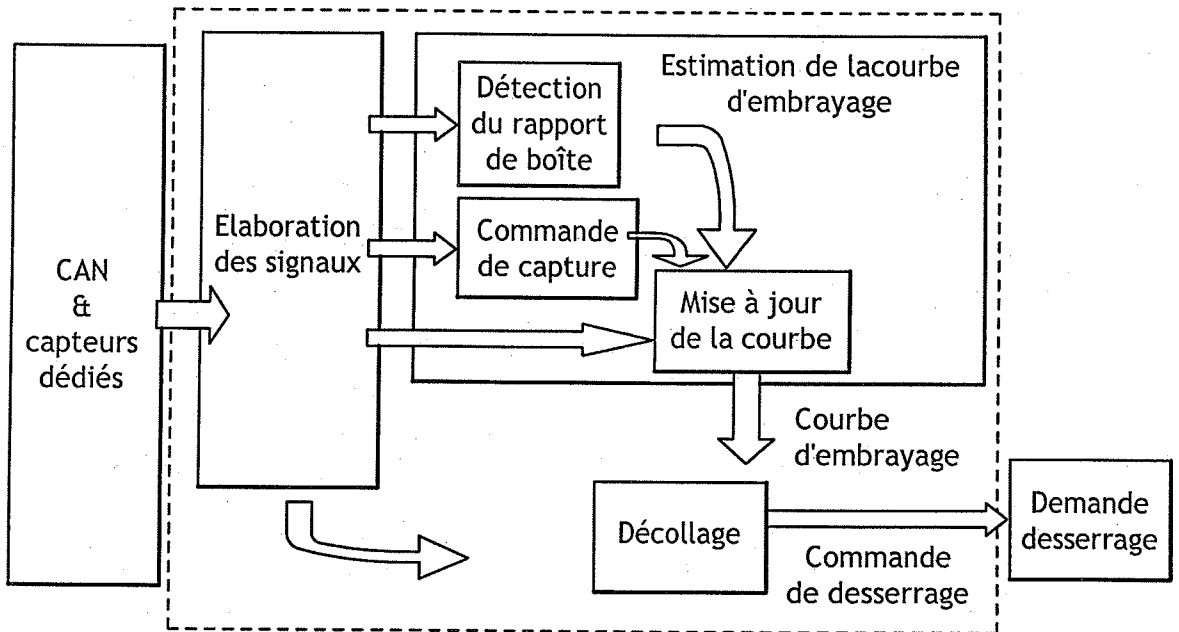 CAN
&
capteurs
dédiés
Elaboration
des signaux
Détection
du rapport
de boîte
Commande
de capture
Estimation de lacourbe
d'embrayage
Mise à jour
de la courbe
Courbe
d'embrayage
Décollage
Commande
de desserrage
Demande
desserrage